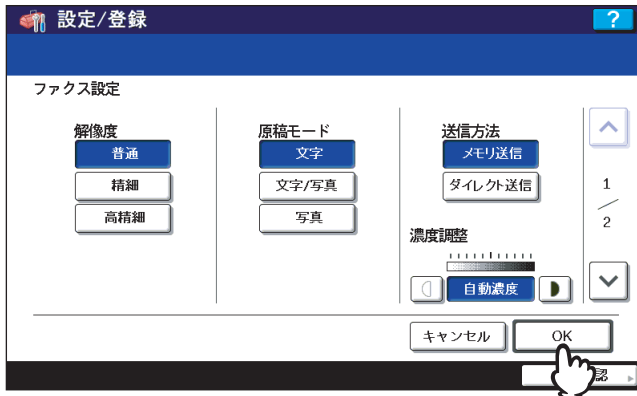 設定/登録
?
ファクス設定
解像度
普通
精細
高精細
原稿モード
文字
文字/写真
写真
送信方法
メモリ送信
ダイレクト送信
濃度調整
自動濃度
1
2
キャンセル
OK
認